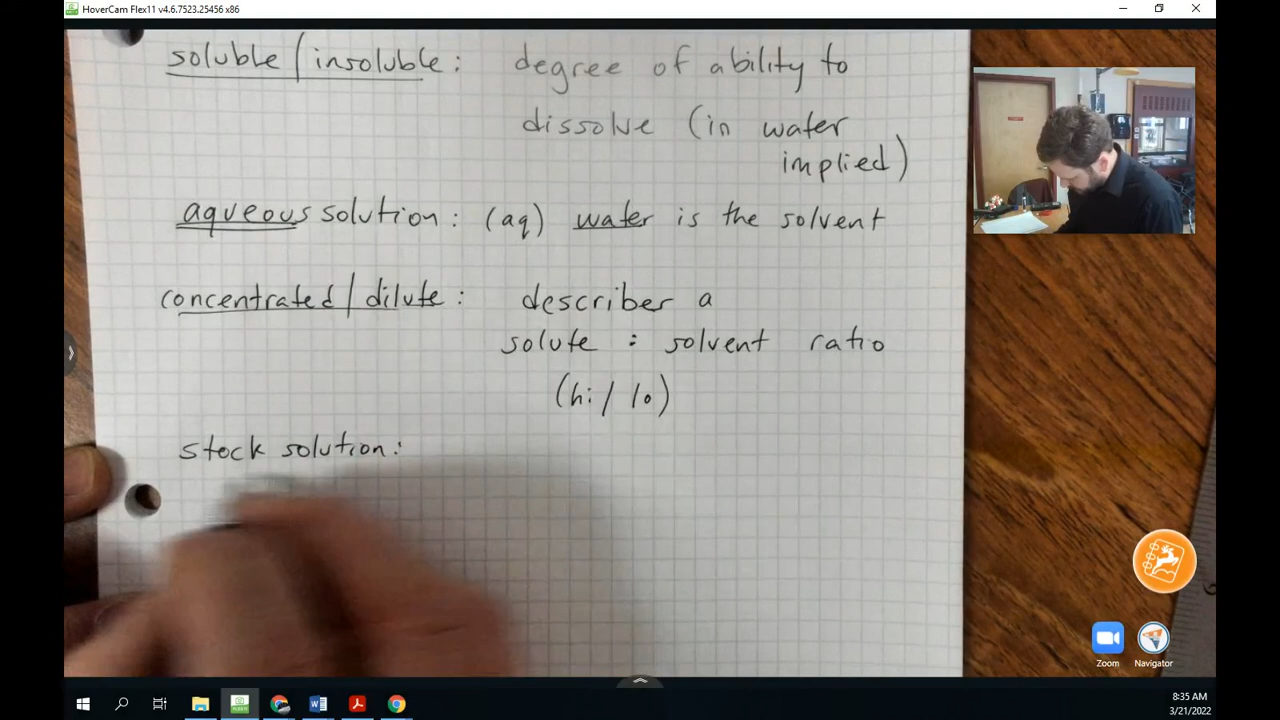 HoverCam Flex11 v4.6.7523.25456 x86
soluble/insoluble: degree of ability to
dissolve (in water
implied)
aqueous solution: (aq) water is the solvent
concentrated/dilute: describer a
solute : solvent ratio
(hi/lo)
stock solution:
Zoom
Navigator
8:35 AM
3/21/2022